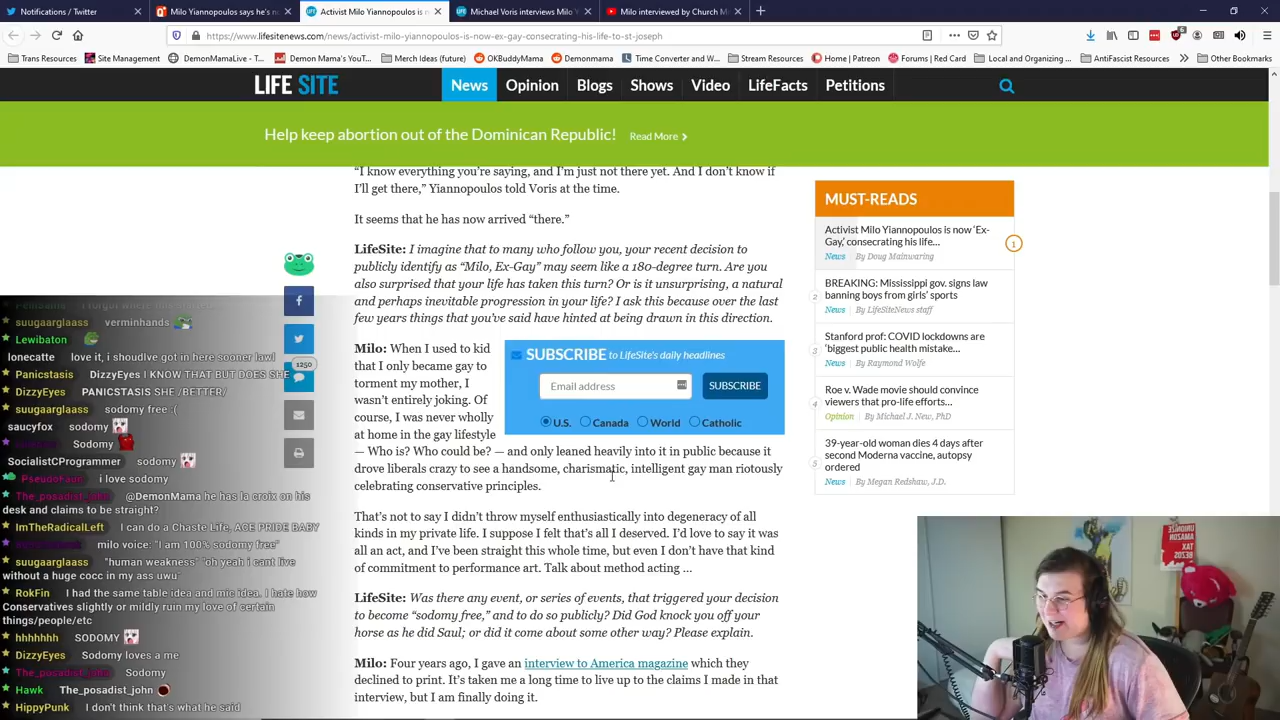 Notifications / Twitter
Milo Yiannopoulos says he's n
Activist Milo Yiannopoulos is n
Michael Voris interviews Milo Y
Milo interviewed by Church M
https://www.lifesitenews.com/news/activist-milo-yiannopoulos-is-now-ex-gay-consecrating-his-life-to-st-joseph
Trans Resources
Site Management
DemonMamaLive - T...
Demon Mama's YouT...
Merch Ideas (future)
OKBuddyMama
Demonmama
Time Converter and W...
Stream Resources
Home | Patreon
Forums | Red Card
Local and Organizing ...
AntiFascist Resources
Other Bookmarks
LIFE SITE
News
Opinion
Blogs
Shows
Video
LifeFacts
Petitions
Help keep abortion out of the Dominican Republic! Read More
“I know everything you’re saying, and I’m just not there yet. And I don’t know if
I’ll get there,” Yiannopoulos told Voris at the time.
It seems that he has now arrived “there.”
LifeSite: I imagine that to many who follow you, your recent decision to
publicly identify as “Milo, Ex-Gay” may seem like a 180-degree turn. Are you
also surprised that your life has taken this turn? Or is it unsurprising, a natural
and perhaps inevitable progression in your life? I ask this because over the last
few years things that you’ve said have hinted at being drawn in this direction.
Milo: When I used to kid
that I only became gay to
torment my mother, I
wasn’t entirely joking. Of
course, I was never wholly
at home in the gay lifestyle
— Who is? Who could be? — and only leaned heavily into it in public because it
drove liberals crazy to see a handsome, charismatic, intelligent gay man riotously
celebrating conservative principles.
SUBSCRIBE to LifeSite's daily headlines
Email address
SUBSCRIBE
U.S.
Canada
World
Catholic
That’s not to say I didn’t throw myself enthusiastically into degeneracy of all
kinds in my private life. I suppose I felt that’s all I deserved. I’d love to say it was
all an act, and I’ve been straight this whole time, but even I don’t have that kind
of commitment to performance art. Talk about method acting ...
LifeSite: Was there any event, or series of events, that triggered your decision
to become “sodomy free,” and to do so publicly? Did God knock you off your
horse as he did Saul; or did it come about some other way? Please explain.
Milo: Four years ago, I gave an interview to America magazine which they
declined to print. It’s taken me a long time to live up to the claims I made in that
interview, but I am finally doing it.
MUST-READS
Activist Milo Yiannopoulos is now ‘Ex-
Gay,’ consecrating his life...
News By Doug Mainwaring
1
BREAKING: Mississippi gov. signs law
banning boys from girls’ sports
News By LifeSiteNews staff
2
Stanford prof: COVID lockdowns are
‘biggest public health mistake...
News By Raymond Wolfe
3
Roe v. Wade movie should convince
viewers that pro-life efforts...
Opinion By Michael J. New, PhD
4
39-year-old woman dies 4 days after
second Moderna vaccine, autopsy
ordered
News By Megan Redshaw, J.D.
5
1250
suugaarglaass verminhands
Lewibaton
lonecatte love it, i shoudlve got in here sooner lawl
Panicstasis DizzyEyes I KNOW THAT BUT DOES SHE
DizzyEyes PANICSTASIS SHE /BETTER/
suugaarglaass sodomy free :(
saucyfox sodomy
Sodomy
SocialistCProgrammer sodomy
PseudoFaun i love sodomy
The_posadist_john @DemonMama he has la croix on his
desk and claims to be straight?
ImTheRadicalLeft I can do a Chaste Life. ACE PRIDE BABY
milo voice: "I am 100% sodomy free"
suugaarglaass "human weakness" "oh yeah i cant live
without a huge cocc in my ass uwu"
RokFin I had the same table idea and mic idea. I hate how
Conservatives slightly or mildly ruin my love of certain
things/people/etc
hhhhhhh SODOMY
DizzyEyes Sodomy loves a me
The_posadist_john Sodomy
Hawk The_posadist_john
HippyPunk I don't think that's what he said
UNIONIZE
AMAZON
TAX
BEZOS